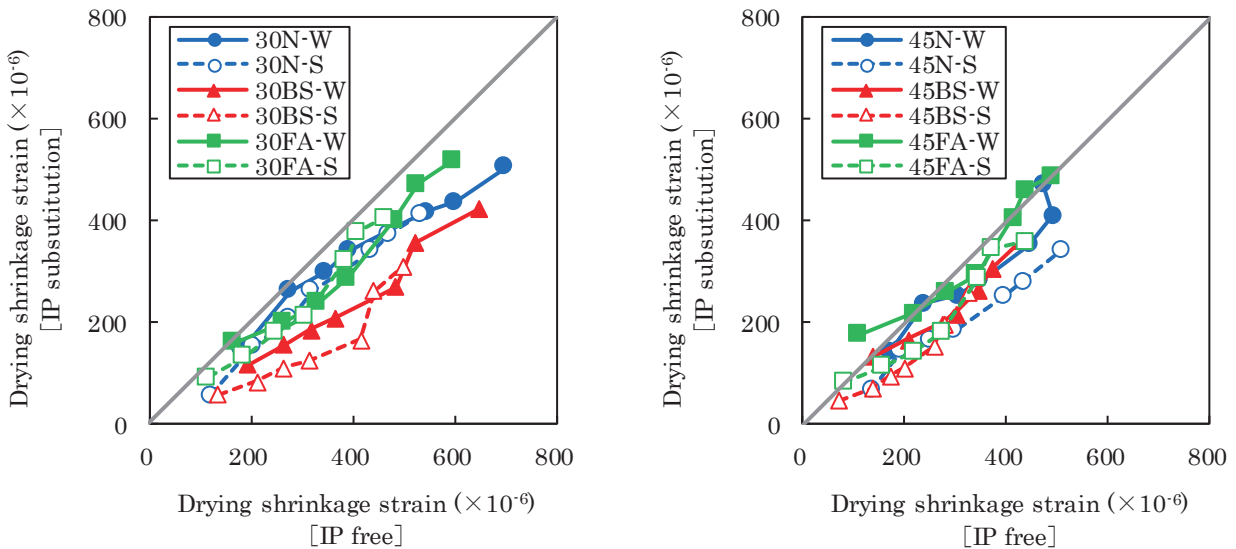 Drying shrinkage strain (×10-6)
[IP subsutitution]
800
600
400
200
0
30N-W
30N-S
30BS-W
30BS-S
30FA-W
30FA-S
0 200 400 600 800
Drying shrinkage strain (×10-6)
[IP free]
Drying shrinkage strain (×10-6)
[IP substitution]
800
600
400
200
0
45N-W
45N-S
45BS-W
45BS-S
45FA-W
45FA-S
0 200 400 600 800
Drying shrinkage strain (×10-6)
[IP free]